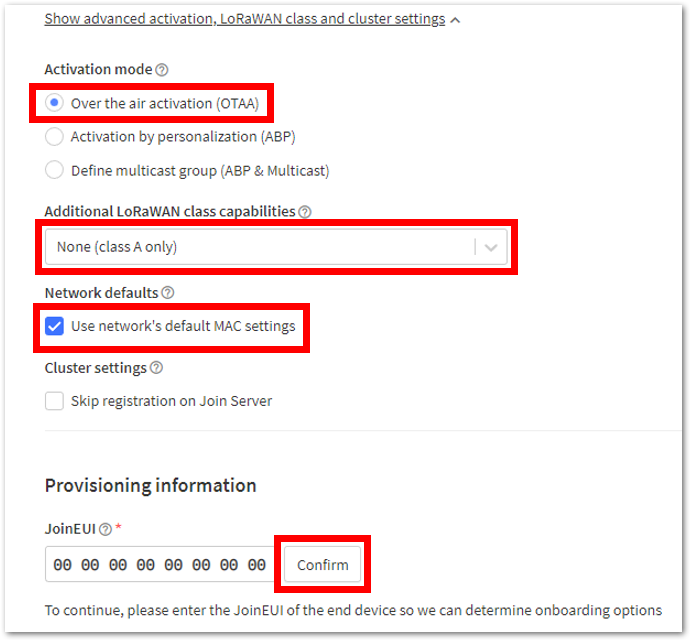 Show advanced activation, LoRaWAN class and cluster settings
Activation mode
Over the air activation (OTAA)
Activation by personalization (ABP)
Define multicast group (ABP & Multicast)
Additional LoRaWAN class capabilities
None (class A only)
Network defaults
Use network's default MAC settings
Cluster settings
Skip registration on Join Server
Provisioning information
JoinEUI *
00 00 00 00 00 00 00 00 Confirm
To continue, please enter the JoinEUI of the end device so we can determine onboarding options